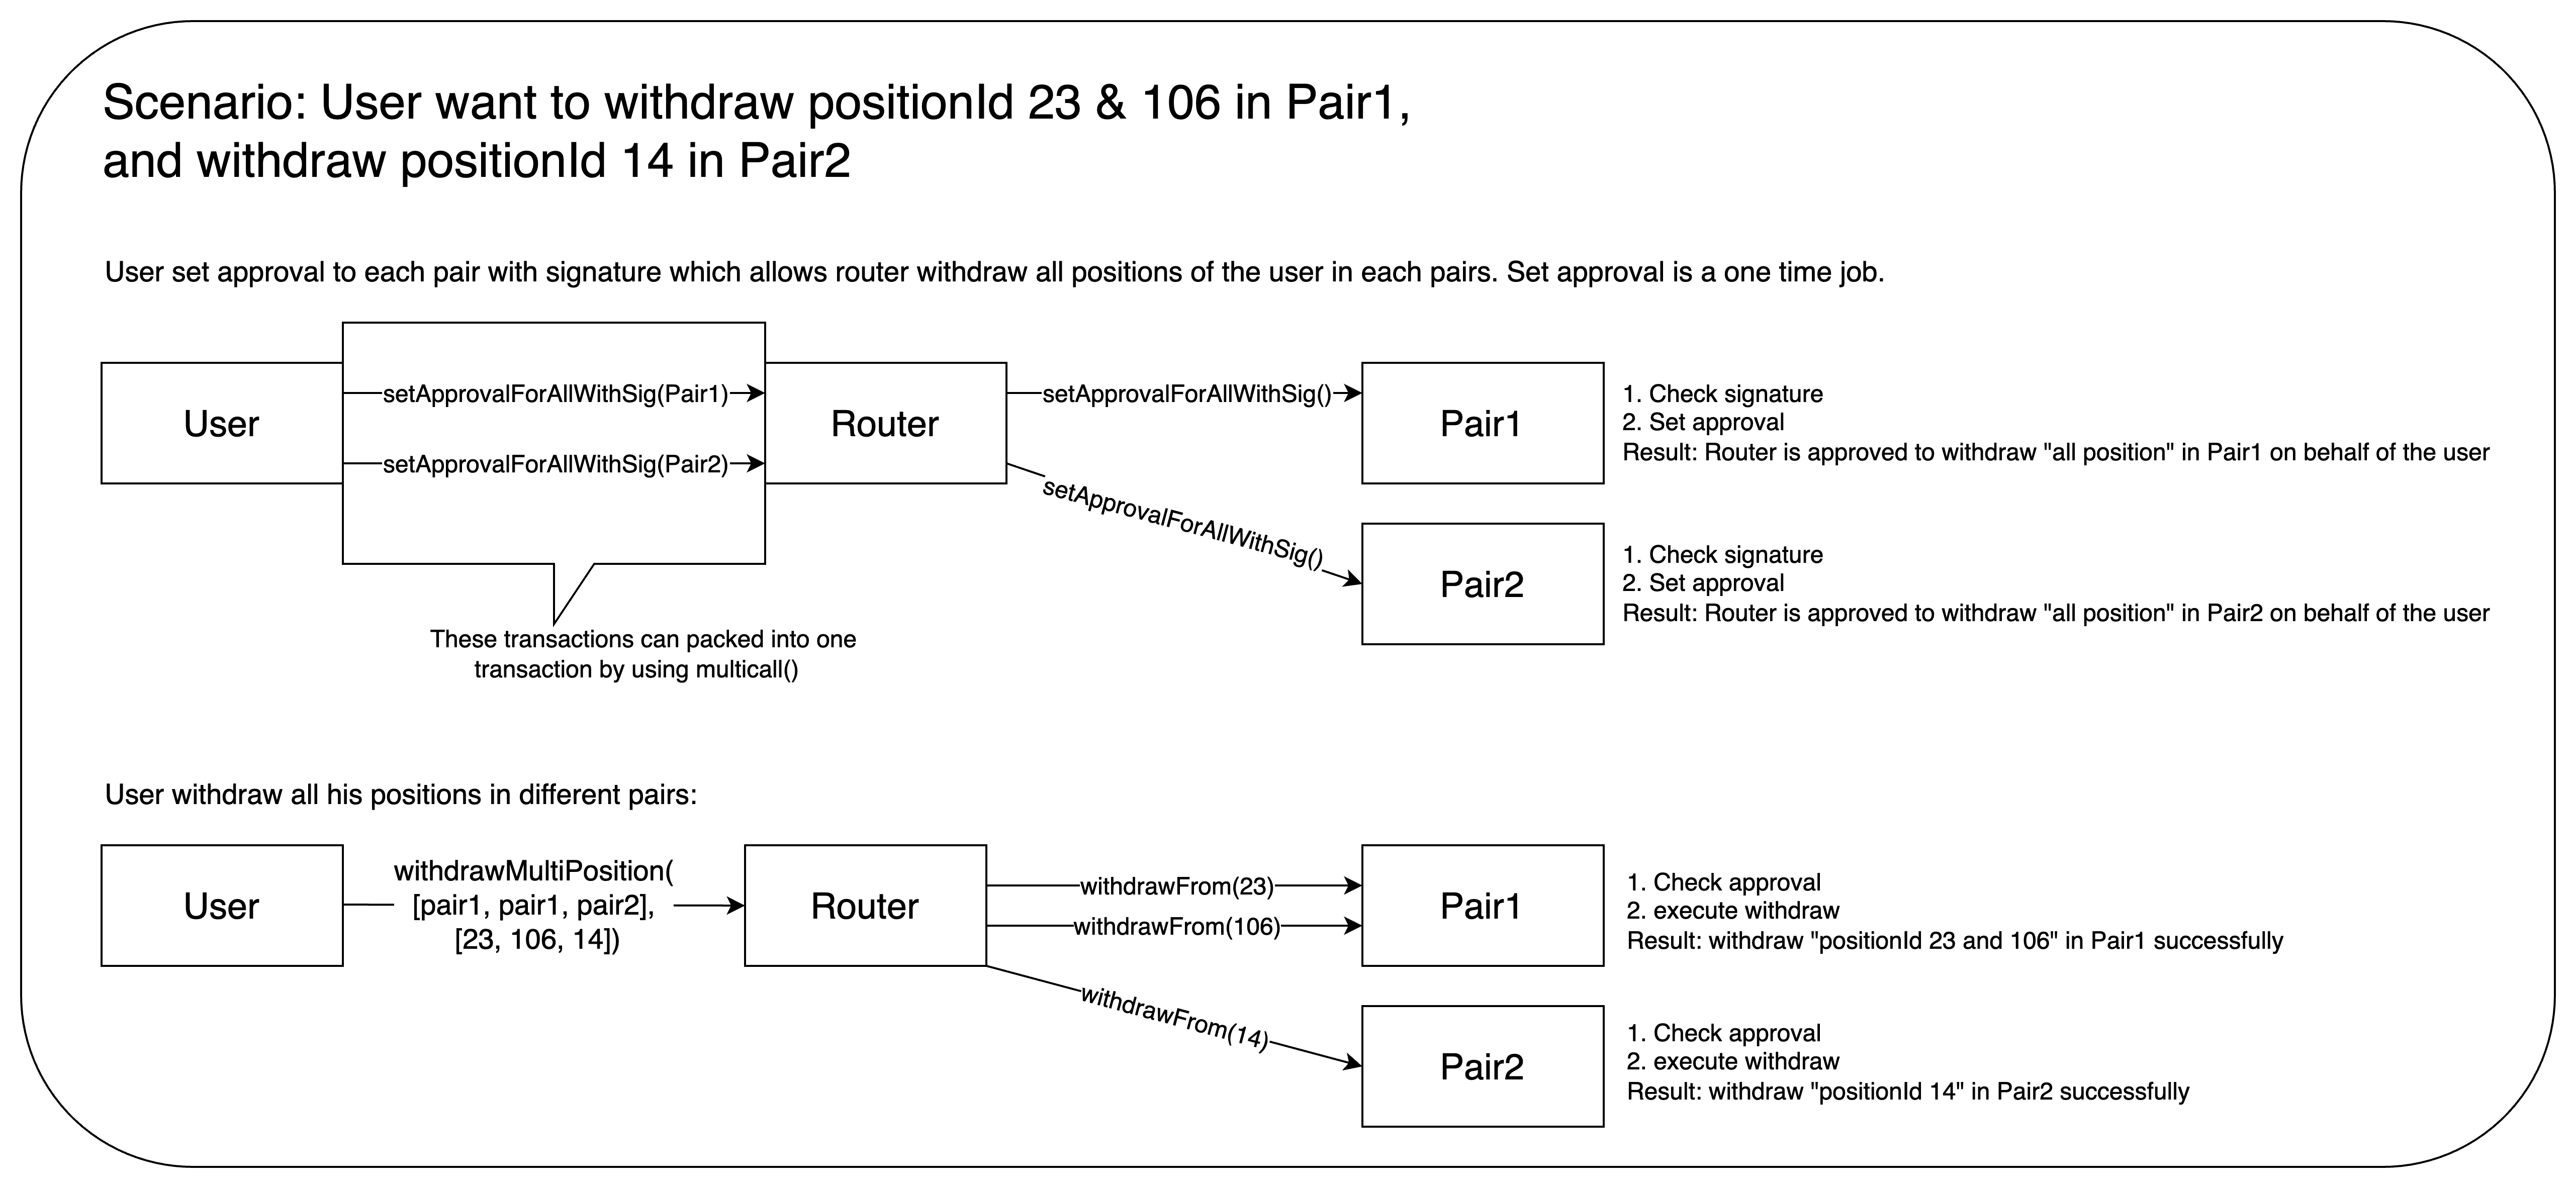 Scenario: User want to withdraw positionId 23 & 106 in Pair1,
and withdraw positionId 14 in Pair2
User set approval to each pair with signature which allows router withdraw all positions of the user in each pairs. Set approval is a one time job.
User
setApprovalForAllWithSig(Pair1)
setApprovalForAllWithSig(Pair2)
Router
setApprovalForAllWithSig()
setApprovalForAllWithSig()
Pair1
1. Check signature
2. Set approval
Result: Router is approved to withdraw "all position" in Pair1 on behalf of the user
Pair2
1. Check signature
2. Set approval
Result: Router is approved to withdraw "all position" in Pair2 on behalf of the user
These transactions can packed into one
transaction by using multicall()
User withdraw all his positions in different pairs:
User
withdrawMultiPosition(
[pair1, pair1, pair2],
[23, 106, 14])
Router
withdrawFrom(23)
withdrawFrom(106)
withdrawFrom(14)
Pair1
1. Check approval
2. execute withdraw
Result: withdraw "positionId 23 and 106" in Pair1 successfully
Pair2
1. Check approval
2. execute withdraw
Result: withdraw "positionId 14" in Pair2 successfully